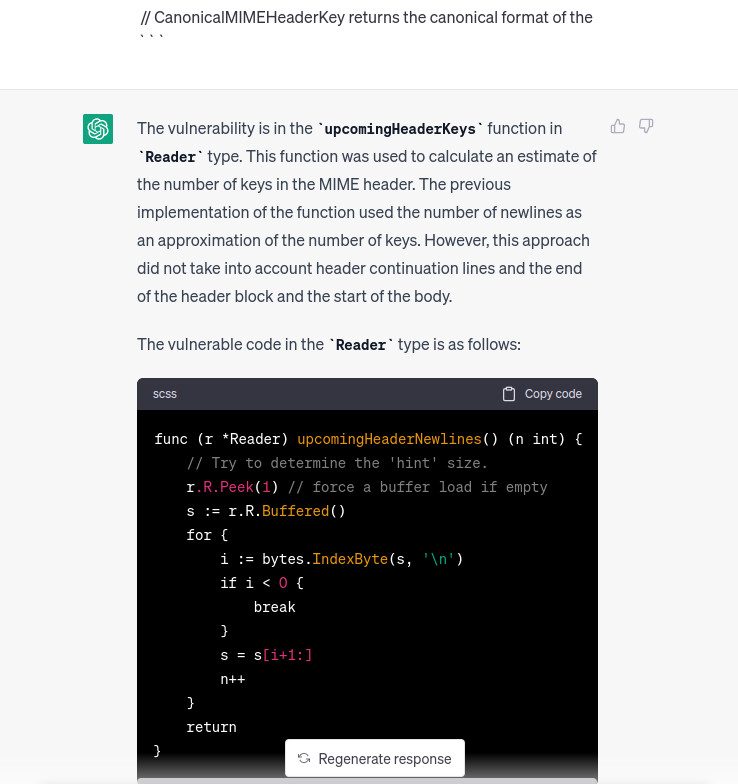 // CanonicalMIMEHeaderKey returns the canonical format of the
```
The vulnerability is in the `upcomingHeaderKeys` function in
`Reader` type. This function was used to calculate an estimate of
the number of keys in the MIME header. The previous
implementation of the function used the number of newlines as
an approximation of the number of keys. However, this approach
did not take into account header continuation lines and the end
of the header block and the start of the body.
The vulnerable code in the `Reader` type is as follows:
scss
Copy code
func (r *Reader) upcomingHeaderNewlines() (n int) {
    // Try to determine the 'hint' size.
    r.R.Peek(1) // force a buffer load if empty
    s := r.R.Buffered()
    for {
        i := bytes.IndexByte(s, '\n')
        if i < 0 {
            break
        }
        s = s[i+1:]
        n++
    }
    return
}
Regenerate response